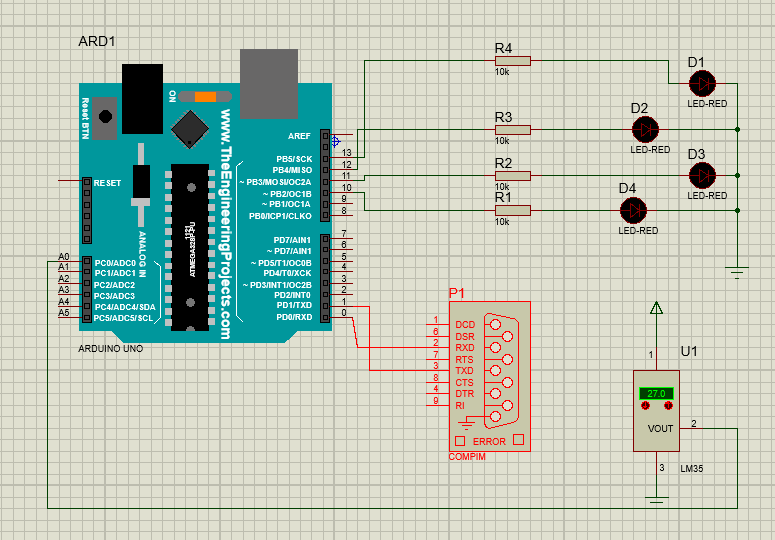 ARD1
Reset BTN
ON
www.TheEngineeringProjects.com
RESET
ANALOG IN
ATMEGA328P-PU
1121
AREF
PB5/SCK 13
PB4/MISO 12
~ PB3/MOSI/OC2A 11
~ PB2/OC1B 10
~ PB1/OC1A 9
PB0/ICP1/CLKO 8
PD7/AIN1 7
~ PD7/AIN1 6
~ PD5/T1/OC0B 5
PD4/T0/XCK 4
~ PD3/INT1/OC2B 3
PD2/INT0 2
PD1/TXD 1
PD0/RXD 0
A0 PC0/ADC0
A1 PC1/ADC1
A2 PC2/ADC2
A3 PC3/ADC3
A4 PC4/ADC4/SDA
A5 PC5/ADC5/SCL
ARDUINO UNO
R4
10k
R3
10k
R2
10k
R1
10k
D1
LED-RED
D2
LED-RED
D3
LED-RED
D4
LED-RED
P1
1 DCD
6 DSR
2 RXD
7 RTS
3 TXD
8 CTS
4 DTR
9 RI
ERROR
COMPIM
U1
1
27.0
VOUT 2
3
LM35